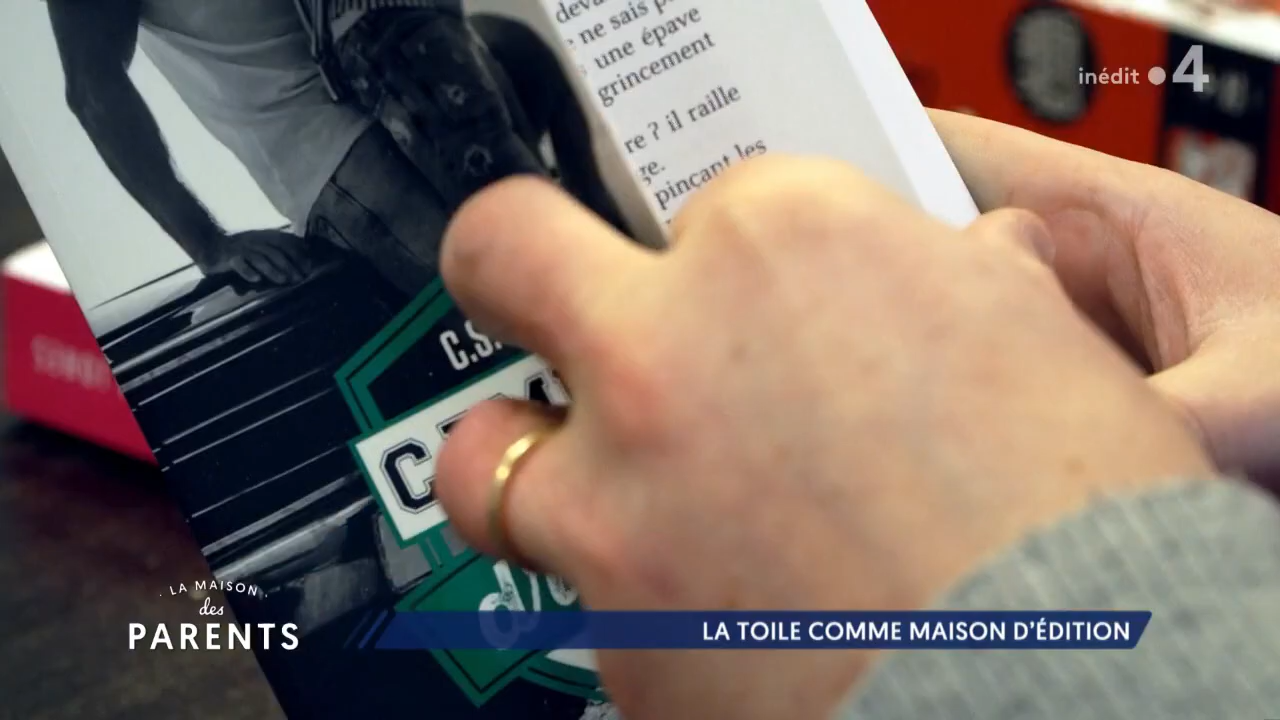 deva
ne sais p
une épave
grincement
re ? il raille
ge.
pinçant les
inédit 4
C.S.
d'
LA MAISON
des
PARENTS
LA TOILE COMME MAISON D'ÉDITION